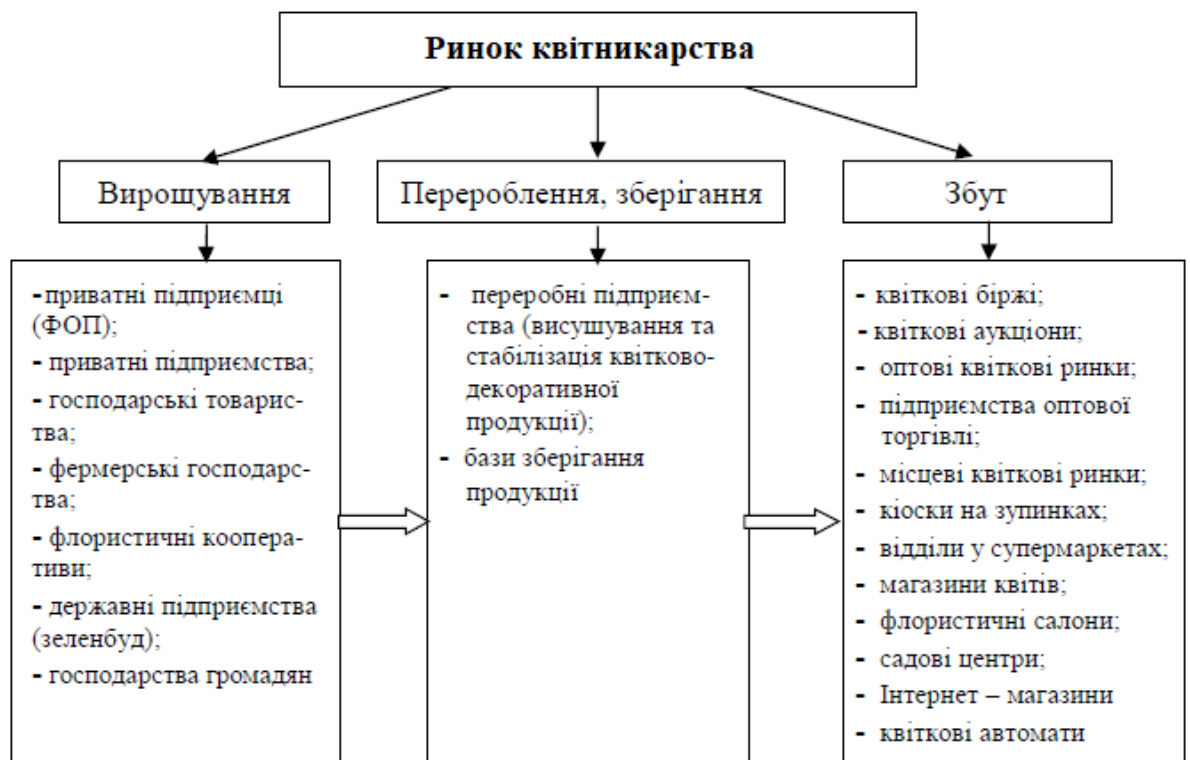 Ринок квітникарства
Вирощування
Перероблення, зберігання
Збут
-приватні підприємці
(ФОП);
- приватні підприємства;
- господарські товарис-
тва;
- фермерські господарс-
тва;
- флористичні коопера-
тиви;
- державні підприємства
(зеленбуд);
- господарства громадян
- переробні підприєм-
ства (висушування та
стабілізація квітково-
декоративної
продукції);
- бази зберігання
продукції
- квіткові біржі;
- квіткові аукціони;
- оптові квіткові ринки;
- підприємства оптової
торгівлі;
- місцеві квіткові ринки;
- кіоски на зупинках;
- відділи у супермаркетах;
- магазини квітів;
- флористичні салони;
- садові центри;
- Інтернет – магазини
- квіткові автомати